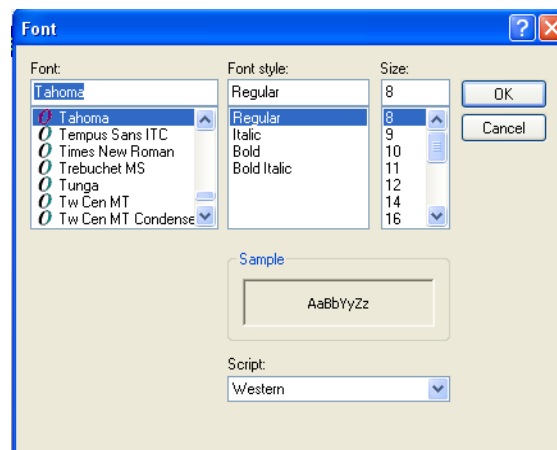 Font
Font:
Font style:
Size:
Tahoma
Regular
8
OK
Cancel
Tahoma
Tempus Sans ITC
Times New Roman
Trebuchet MS
Tunga
Tw Cen MT
Tw Cen MT Condense
Regular
Italic
Bold
Bold Italic
8
9
10
11
12
14
16
Sample
AaBbYyZz
Script:
Western